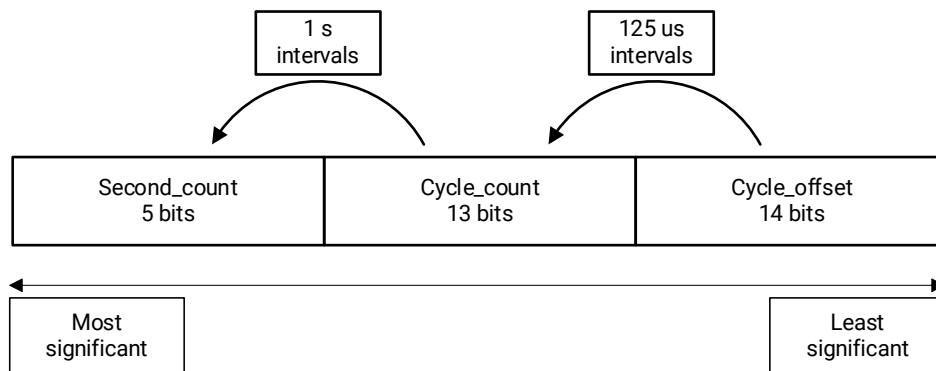 1 s
intervals
125 us
intervals
Second_count
5 bits
Cycle_count
13 bits
Cycle_offset
14 bits
Most
significant
Least
significant